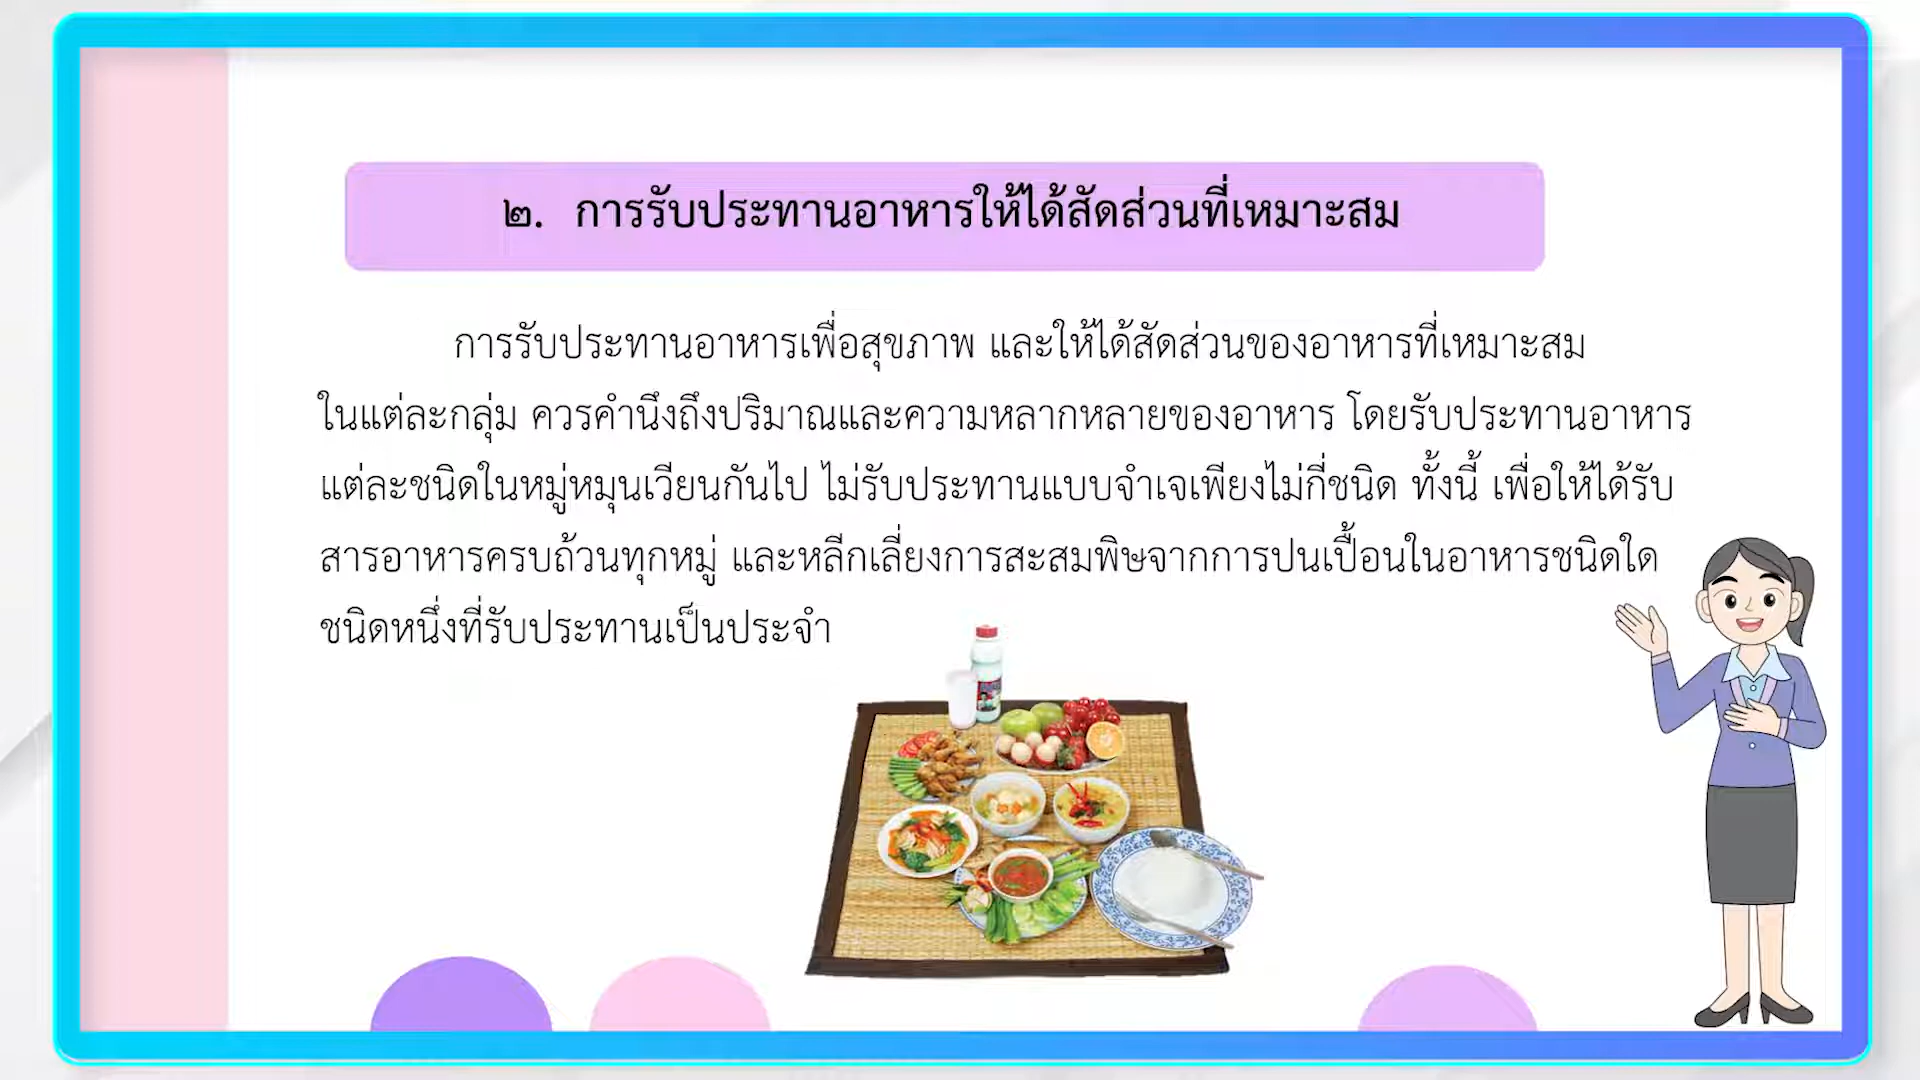 ๒. การรับประทานอาหารให้ได้สัดส่วนที่เหมาะสม
การรับประทานอาหารเพื่อสุขภาพ และให้ได้สัดส่วนของอาหารที่เหมาะสม
ในแต่ละกลุ่ม ควรคำนึงถึงปริมาณและความหลากหลายของอาหาร โดยรับประทานอาหาร
แต่ละชนิดในหมู่หมุนเวียนกันไป ไม่รับประทานแบบจำเจเพียงไม่กี่ชนิด ทั้งนี้ เพื่อให้ได้รับ
สารอาหารครบถ้วนทุกหมู่ และหลีกเลี่ยงการสะสมพิษจากการปนเปื้อนในอาหารชนิดใด
ชนิดหนึ่งที่รับประทานเป็นประจำ